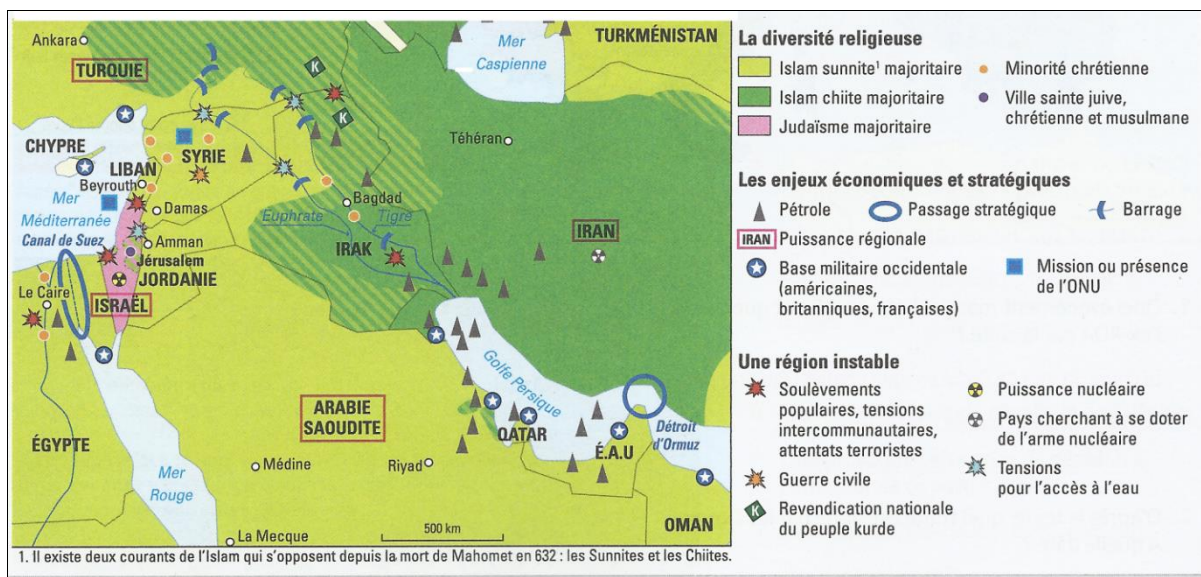 Ankara
TURQUIE
Mer
Caspienne
TURKMÉNISTAN
K
K
Téhéran
CHYPRE
LIBAN
SYRIE
Beyrouth
Mer
Méditerranée
Damas
Bagdad
Euphrate
Tigre
Canal de Suez
Amman
Jérusalem
IRAK
IRAN
JORDANIE
Le Caire
ISRAËL
Golfe Persique
ARABIE
SAOUDITE
QATAR
Détroit
d'Ormuz
ÉGYPTE
É.A.U
Médine
Riyad
Mer
Rouge
500 km
OMAN
La Mecque
1. Il existe deux courants de l'Islam qui s'opposent depuis la mort de Mahomet en 632 : les Sunnites et les Chiites.
La diversité religieuse
Islam sunnite¹ majoritaire
Islam chiite majoritaire
Judaïsme majoritaire
Minorité chrétienne
Ville sainte juive,
chrétienne et musulmane
Les enjeux économiques et stratégiques
Pétrole
Passage stratégique
Barrage
IRAN Puissance régionale
Base militaire occidentale
(américaines,
britanniques, françaises)
Mission ou présence
de l'ONU
Une région instable
Soulèvements
populaires, tensions
intercommunautaires,
attentats terroristes
Guerre civile
K Revendication nationale
du peuple kurde
Puissance nucléaire
Pays cherchant à se doter
de l'arme nucléaire
Tensions
pour l'accès à l'eau